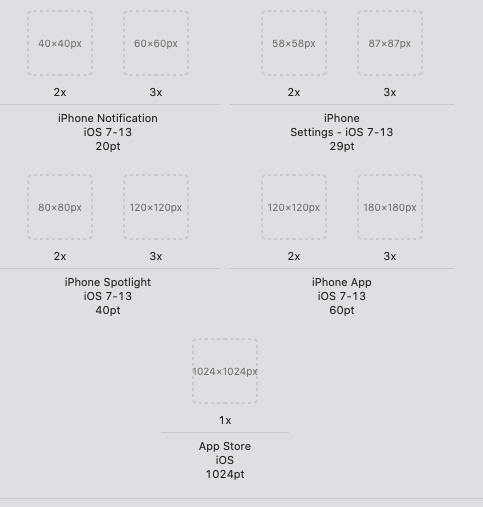 40×40px 60×60px 58×58px 87×87px
2x 3x 2x 3x
iPhone Notification
iOS 7-13
20pt
iPhone
Settings - iOS 7-13
29pt
80×80px 120×120px 120×120px 180×180px
2x 3x 2x 3x
iPhone Spotlight
iOS 7-13
40pt
iPhone App
iOS 7-13
60pt
1024×1024px
1x
App Store
iOS
1024pt